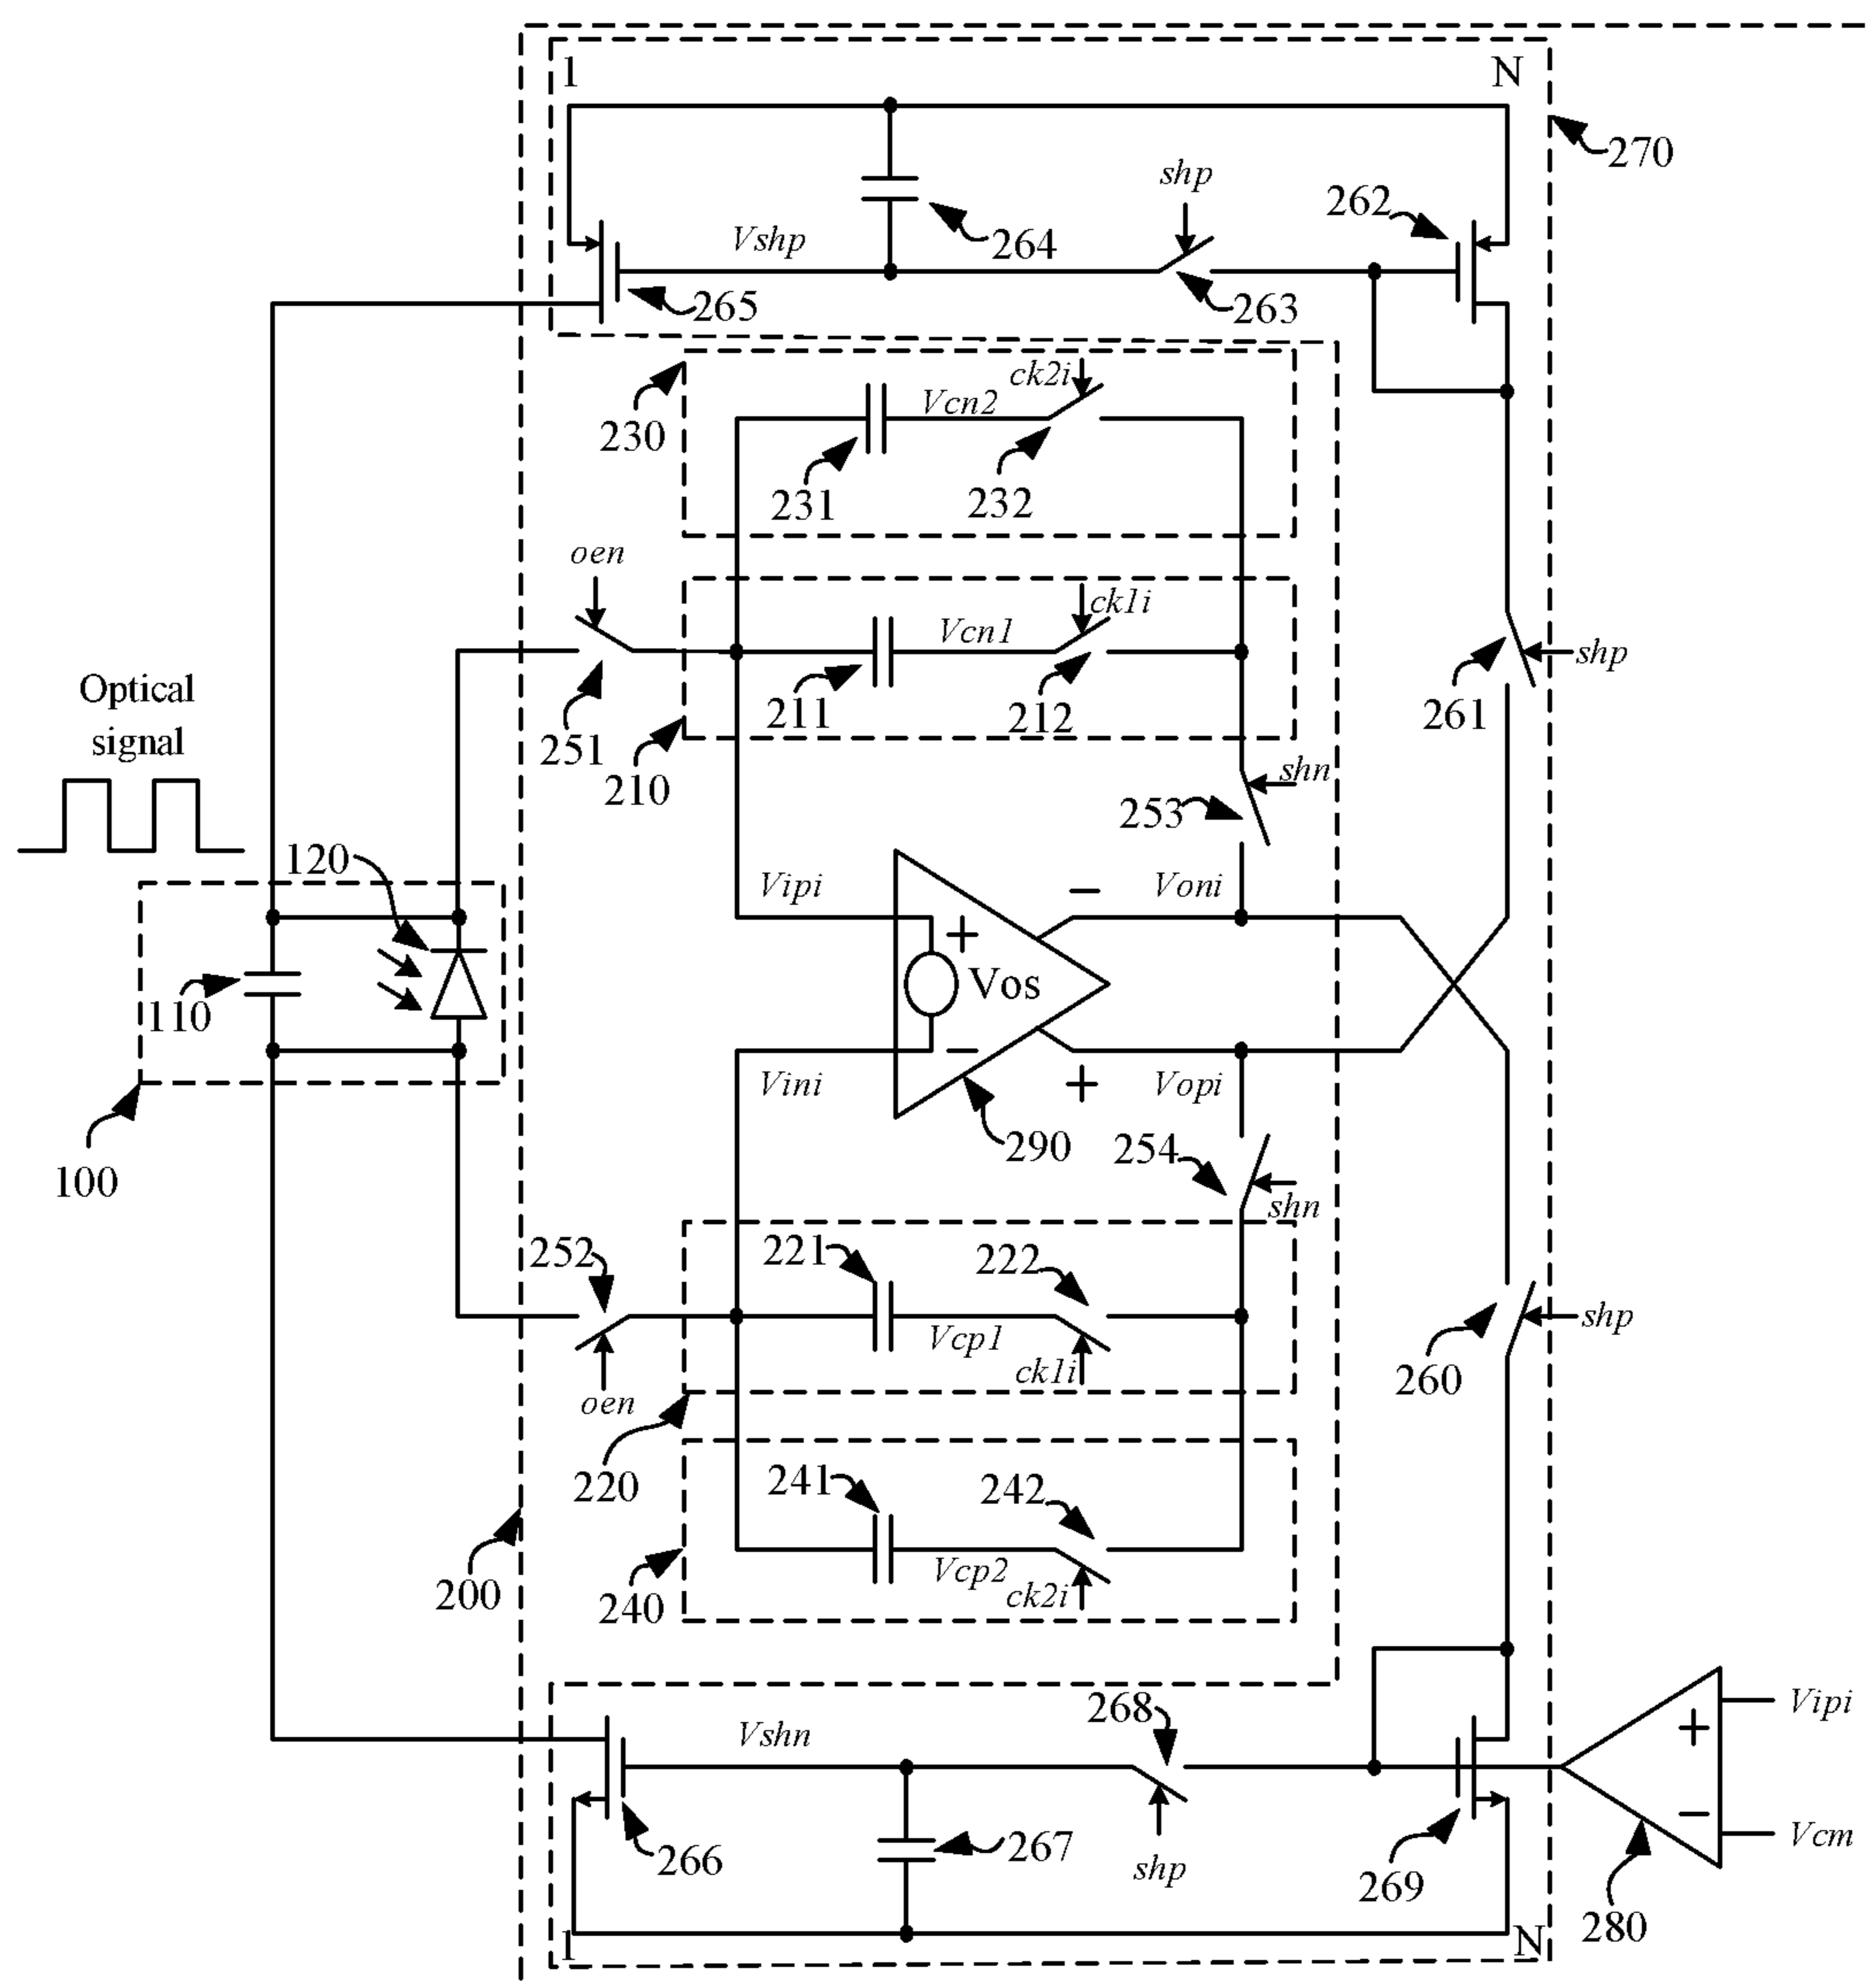 1
N
270
shp
262
Vshp
264
265
263
ck2i
Vcn2
230
231
232
oen
ck1i
Vcn1
Optical
signal
211
212
251
210
261
shp
shn
253
120
Vipi
−
Voni
+
Vos
110
−
Vini
+
Vopi
290
254
100
shn
252
221
222
shp
Vcp1
ck1i
260
oen
220
241
242
200
240
Vcp2
ck2i
268
Vshn
Vipi
+
266
267
shp
269
−
Vcm
280
1
N